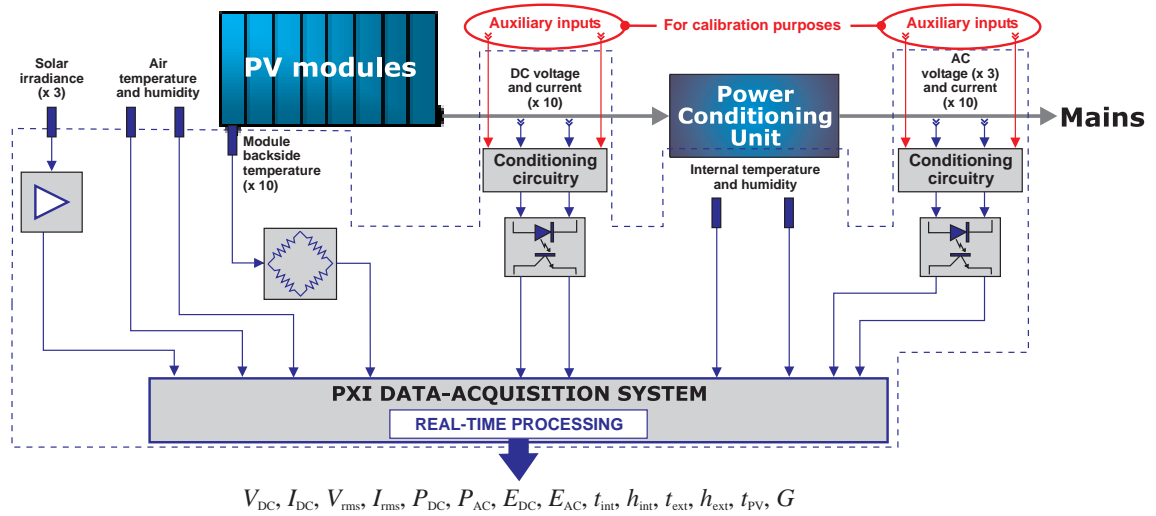 Auxiliary inputs
For calibration purposes
Auxiliary inputs
Solar
irradiance
(x 3)
Air
temperature
and humidity
PV modules
DC voltage
and current
(x 10)
Power
Conditioning
Unit
AC
voltage (x 3)
and current
(x 10)
Mains
Module
backside
temperature
(x 10)
Conditioning
circuitry
Internal temperature
and humidity
Conditioning
circuitry
PXI DATA-ACQUISITION SYSTEM
REAL-TIME PROCESSING
V_DC, I_DC, V_rms, I_rms, P_DC, P_AC, E_DC, E_AC, t_int, h_int, t_ext, h_ext, t_PV, G